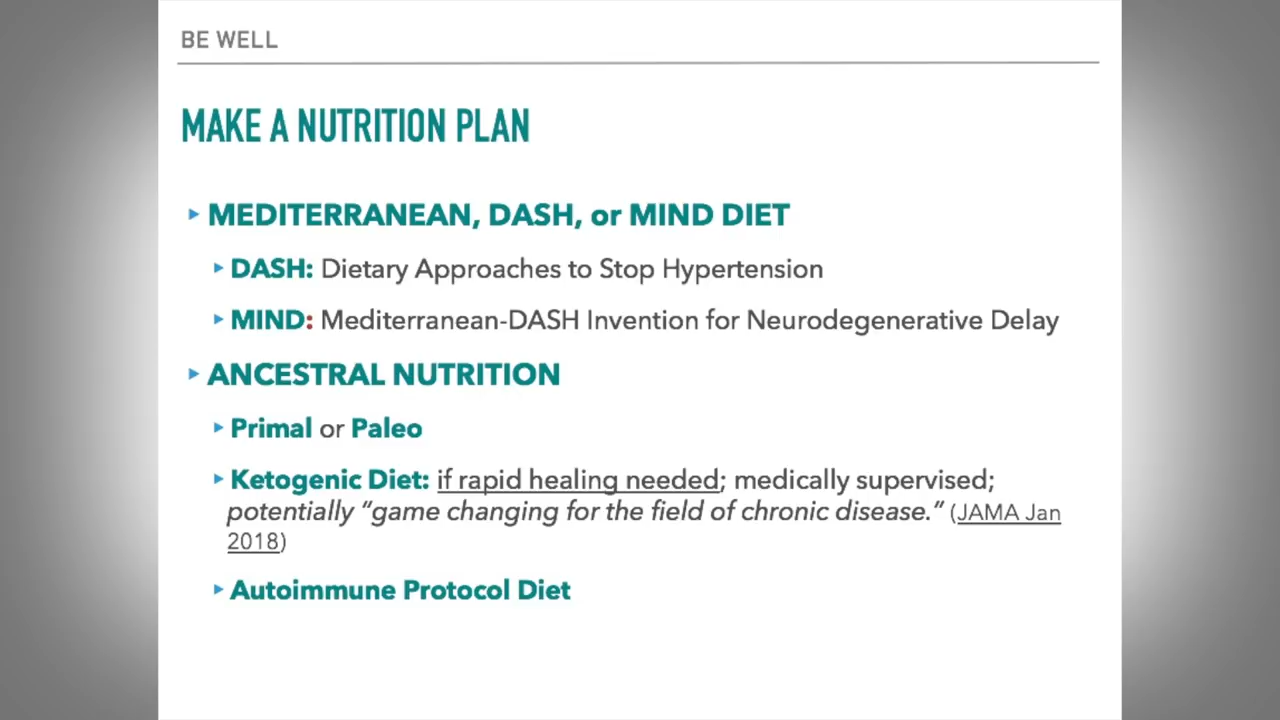 BE WELL
MAKE A NUTRITION PLAN
▸ MEDITERRANEAN, DASH, or MIND DIET
▸ DASH: Dietary Approaches to Stop Hypertension
▸ MIND: Mediterranean-DASH Invention for Neurodegenerative Delay
▸ ANCESTRAL NUTRITION
▸ Primal or Paleo
▸ Ketogenic Diet: if rapid healing needed; medically supervised;
potentially “game changing for the field of chronic disease.” (JAMA Jan
2018)
▸ Autoimmune Protocol Diet